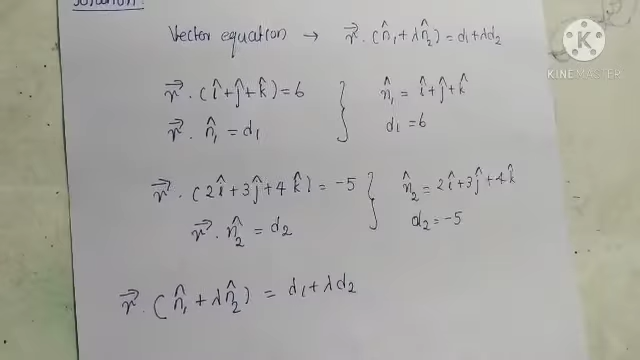 Solution:
Vector equation → r⃗ . (n̂₁ + λn̂₂) = d₁ + λd₂
K
KINEMASTER
r⃗ . (î + ĵ + k̂) = 6 } n̂₁ = î + ĵ + k̂
r⃗ . n̂₁ = d₁ d₁ = 6
r⃗ . (2î + 3ĵ + 4k̂) = -5 } n̂₂ = 2î + 3ĵ + 4k̂
r⃗ . n̂₂ = d₂ d₂ = -5
r⃗ . (n̂₁ + λn̂₂) = d₁ + λd₂